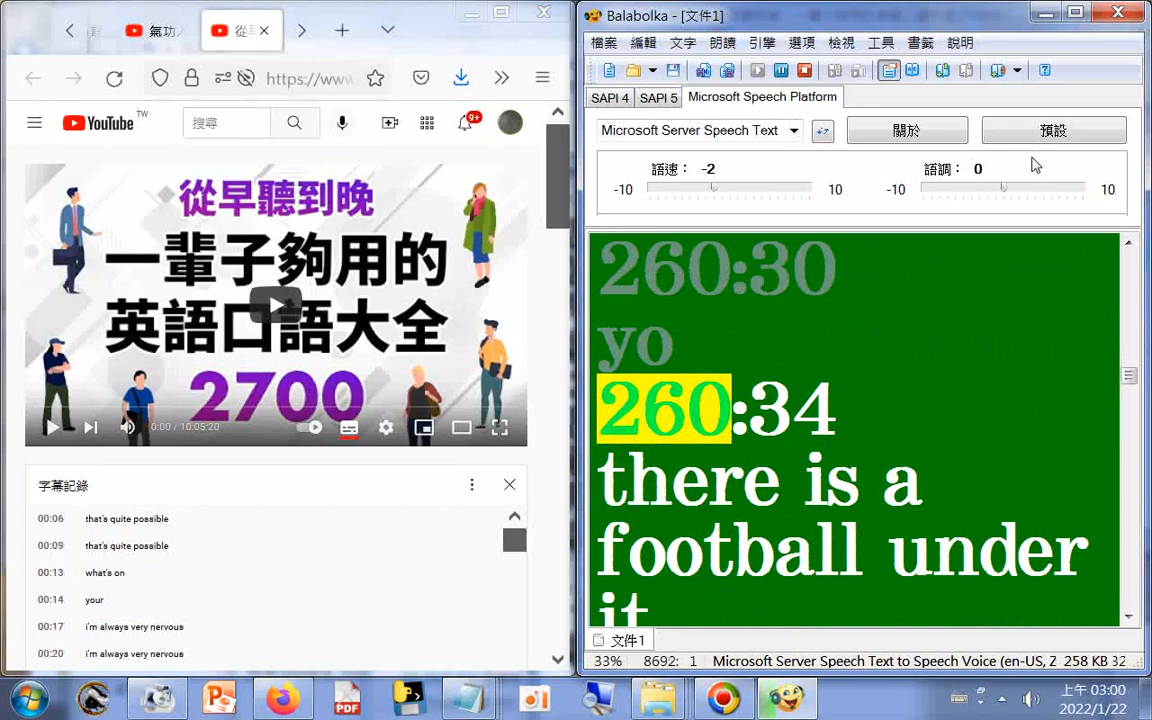 氣功
從
https://www
YouTube TW
搜尋
9+
從早聽到晚
一輩子夠用的
英語口語大全
2700
0:00 / 10:05:20
字幕記錄
00:06 that's quite possible
00:09 that's quite possible
00:13 what's on
00:14 your
00:17 i'm always very nervous
00:20 i'm always very nervous
Balabolka - [文件1]
檔案 編輯 文字 朗讀 引擎 選項 檢視 工具 書籤 說明
SAPI 4 SAPI 5 Microsoft Speech Platform
Microsoft Server Speech Text 關於 預設
語速： -2 語調： 0
-10 10 -10 10
260:30
yo
260:34
there is a
football under
it
文件1
33% 8692: 1 Microsoft Server Speech Text to Speech Voice (en-US, Z 258 KB 32
PDF
上午 03:00
2022/1/22